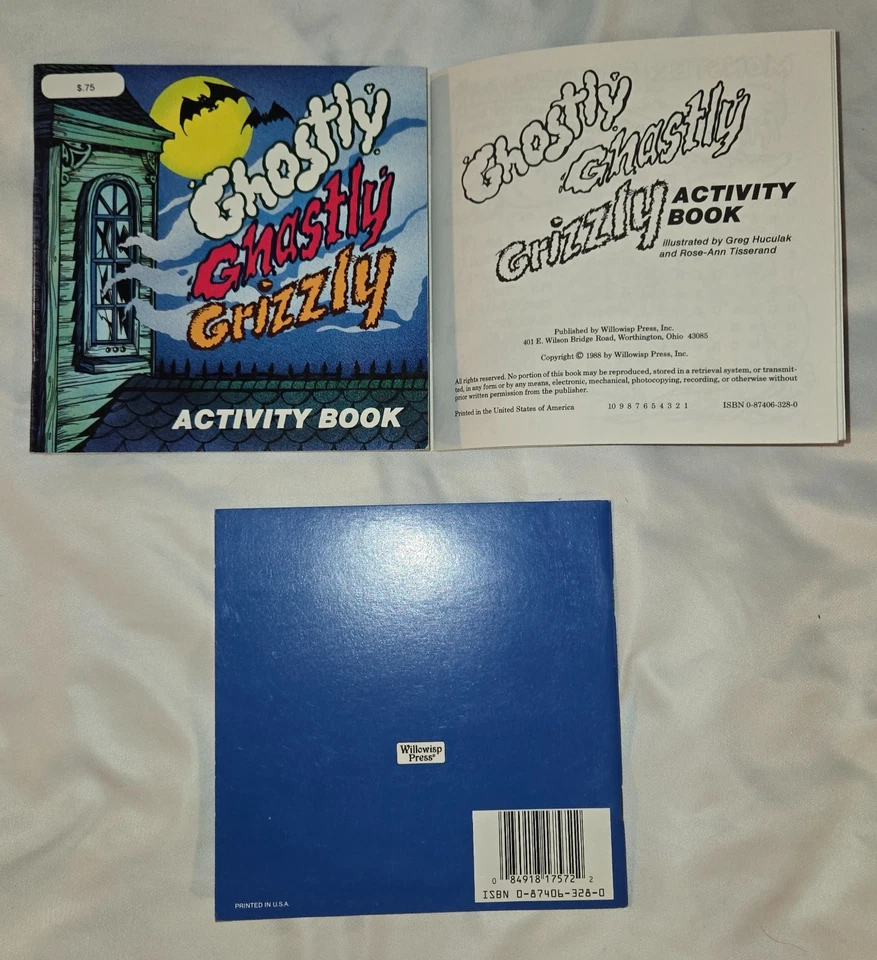 $.75
Ghostly
Ghastly
Grizzly
ACTIVITY BOOK
Ghostly
Ghastly
Grizzly ACTIVITY
BOOK
illustrated by Greg Huculak
and Rose-Ann Tisserand
Published by Willowisp Press, Inc.
401 E. Wilson Bridge Road, Worthington, Ohio 43085
Copyright © 1988 by Willowisp Press, Inc.
All rights reserved. No portion of this book may be reproduced, stored in a retrieval system, or transmit-
ted, in any form or by any means, electronic, mechanical, photocopying, recording, or otherwise without
prior written permission from the publisher.
Printed in the United States of America 10 9 8 7 6 5 4 3 2 1 ISBN 0-87406-328-0
Willowisp
Press®
0 84918 17572 2
ISBN 0-87406-328-0
PRINTED IN U.S.A.